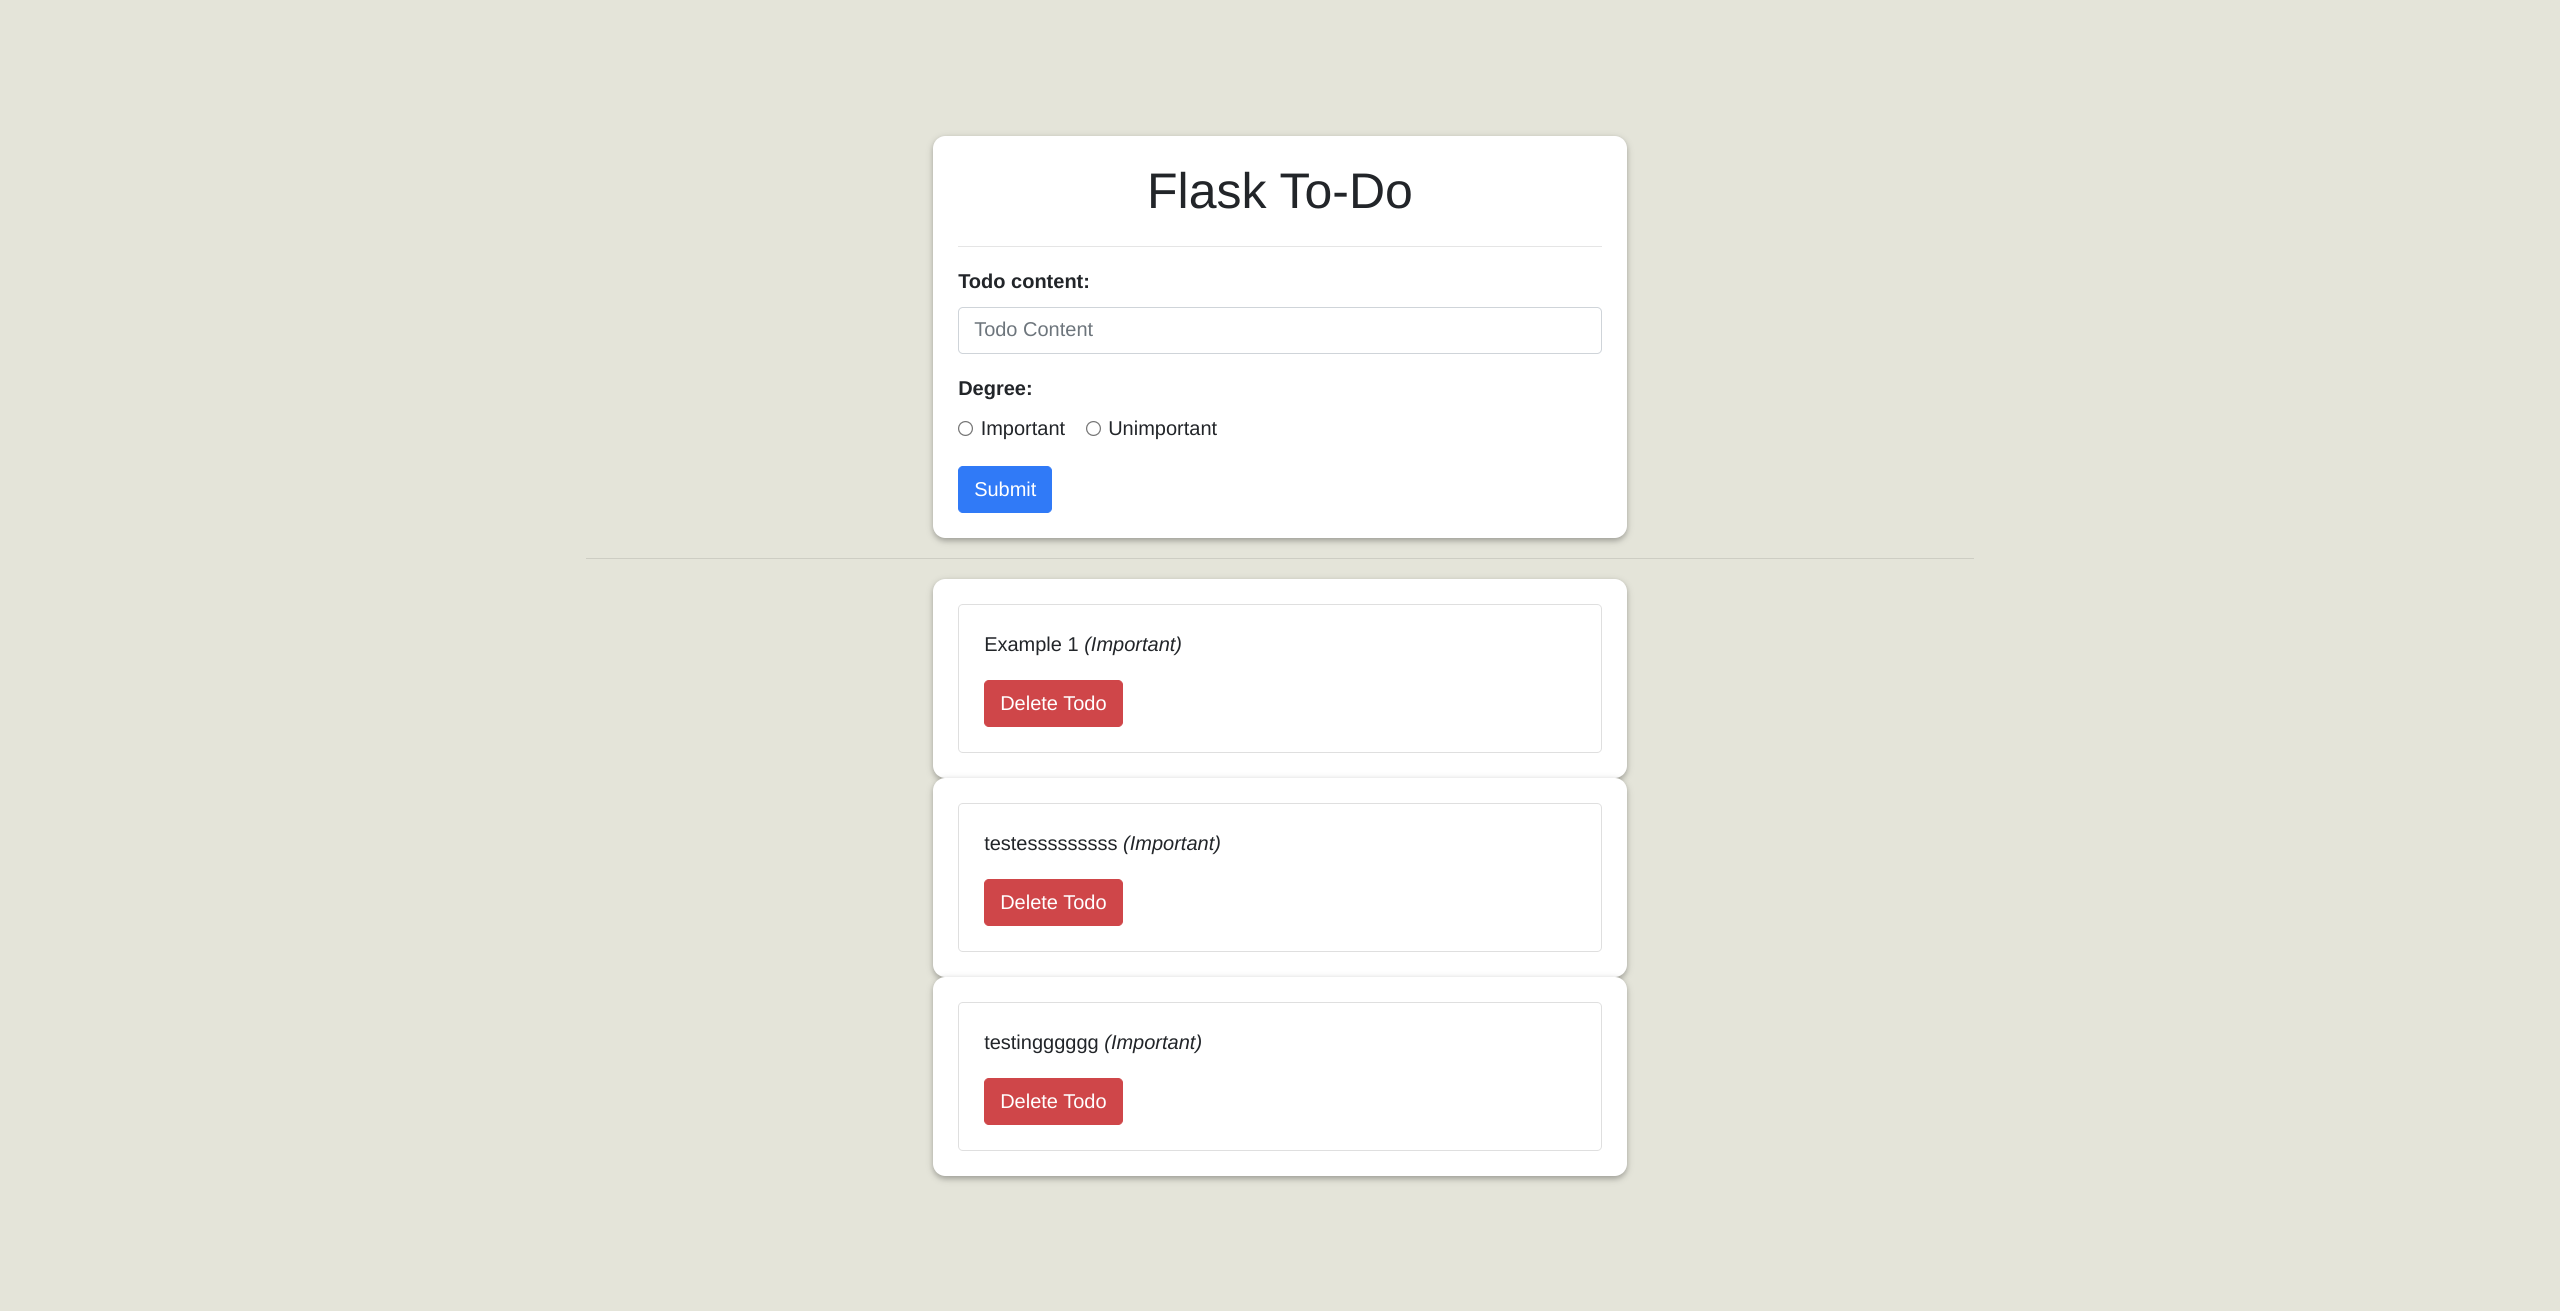 Flask To-Do
Todo content:
Todo Content
Degree:
Important Unimportant
Submit
Example 1 (Important)
Delete Todo
testesssssssss (Important)
Delete Todo
testingggggg (Important)
Delete Todo